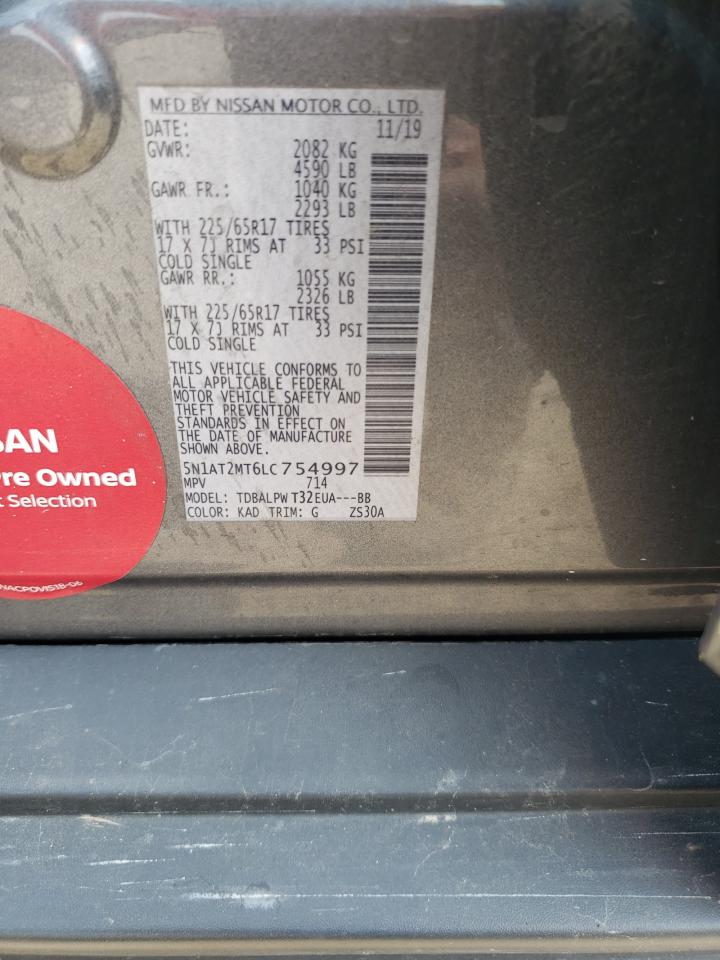 MFD BY NISSAN MOTOR CO., LTD.
DATE: 11/19
GVWR: 2082 KG
4590 LB
GAWR FR.: 1040 KG
2293 LB
WITH 225/65R17 TIRES
17 X 7J RIMS AT 33 PSI
COLD SINGLE
GAWR RR.: 1055 KG
2326 LB
WITH 225/65R17 TIRES
17 X 7J RIMS AT 33 PSI
COLD SINGLE
THIS VEHICLE CONFORMS TO
ALL APPLICABLE FEDERAL
MOTOR VEHICLE SAFETY AND
THEFT PREVENTION
STANDARDS IN EFFECT ON
THE DATE OF MANUFACTURE
SHOWN ABOVE.
5N1AT2MT6LC754997
MPV 714
MODEL: TDBALPW T32EUA---BB
COLOR: KAD TRIM: G ZS30A
SAN
re Owned
Selection